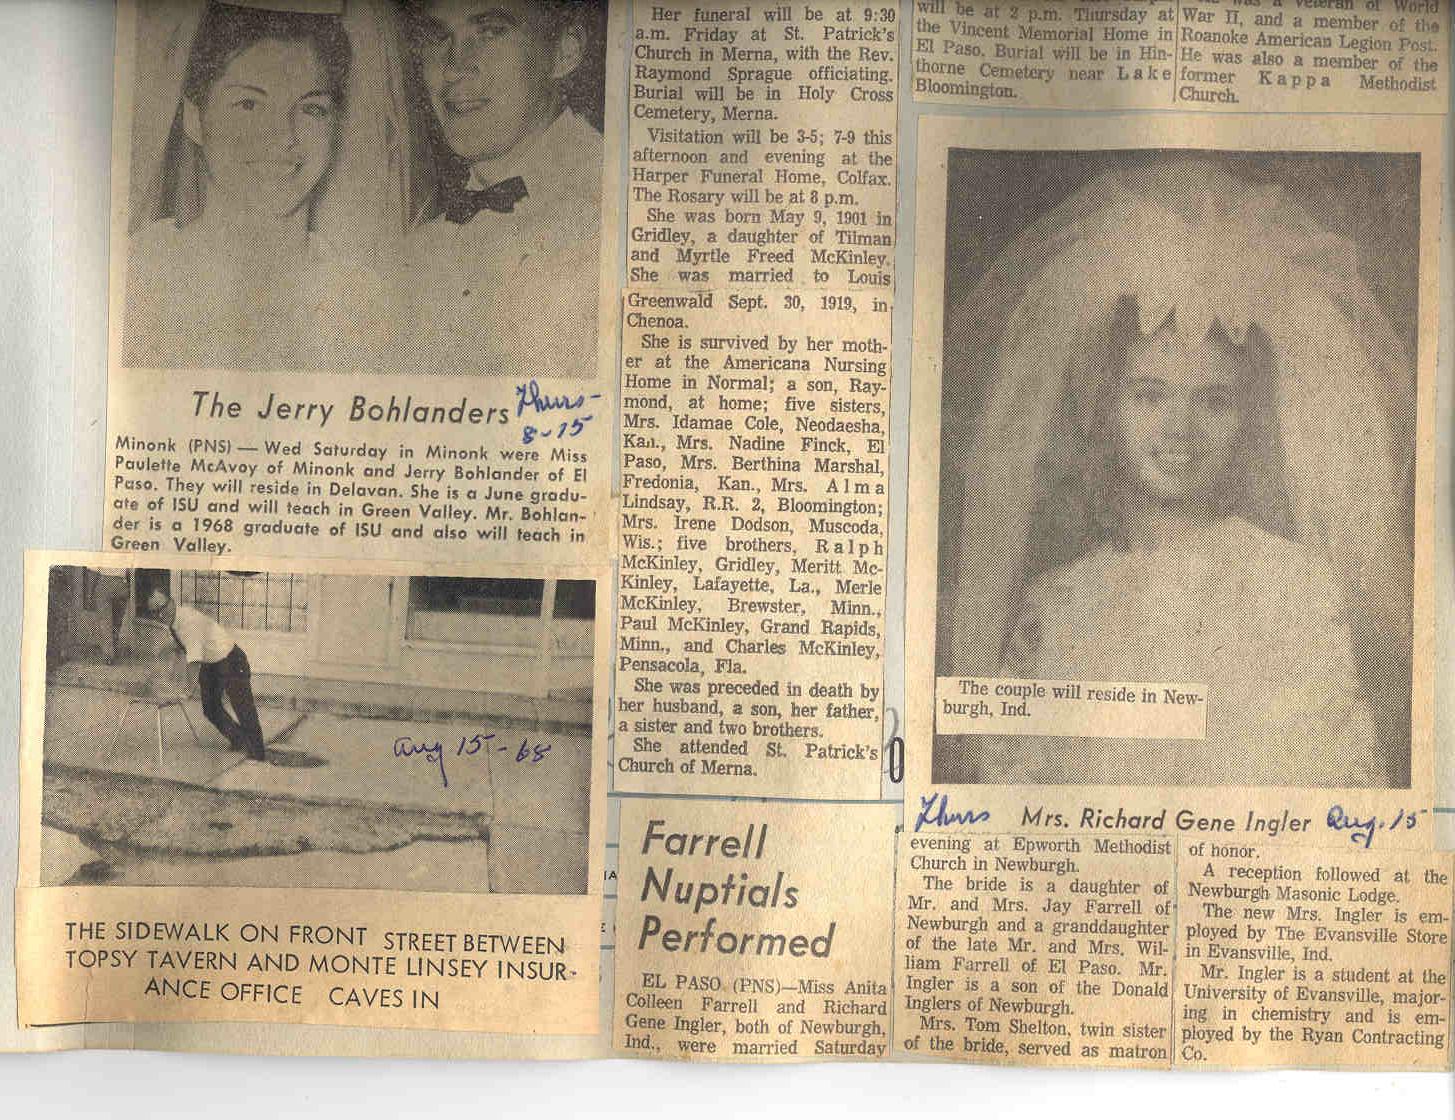 The Jerry Bohlanders
Thurs-
8-15
Minonk (PNS) — Wed Saturday in Minonk were Miss
Paulette McAvoy of Minonk and Jerry Bohlander of El
Paso. They will reside in Delavan. She is a June gradu-
ate of ISU and will teach in Green Valley. Mr. Bohlan-
der is a 1968 graduate of ISU and also will teach in
Green Valley.
Aug 15-68
THE SIDEWALK ON FRONT STREET BETWEEN
TOPSY TAVERN AND MONTE LINSEY INSUR-
ANCE OFFICE CAVES IN
Her funeral will be at 9:30
a.m. Friday at St. Patrick's
Church in Merna, with the Rev.
Raymond Sprague officiating.
Burial will be in Holy Cross
Cemetery, Merna.
Visitation will be 3-5; 7-9 this
afternoon and evening at the
Harper Funeral Home, Colfax.
The Rosary will be at 8 p.m.
She was born May 9, 1901 in
Gridley, a daughter of Tilman
and Myrtle Freed McKinley.
She was married to Louis
Greenwald Sept. 30, 1919, in
Chenoa.
She is survived by her moth-
er at the Americana Nursing
Home in Normal; a son, Ray-
mond, at home; five sisters,
Mrs. Idamae Cole, Neodaesha,
Kan., Mrs. Nadine Finck, El
Paso, Mrs. Berthina Marshal,
Fredonia, Kan., Mrs. Alma
Lindsay, R.R. 2, Bloomington;
Mrs. Irene Dodson, Muscoda,
Wis.; five brothers, Ralph
McKinley, Gridley, Meritt Mc-
Kinley, Lafayette, La., Merle
McKinley, Brewster, Minn.,
Paul McKinley, Grand Rapids,
Minn., and Charles McKinley,
Pensacola, Fla.
She was preceded in death by
her husband, a son, her father,
a sister and two brothers.
She attended St. Patrick's
Church of Merna.
will be at 2 p.m. Thursday at
the Vincent Memorial Home in
El Paso. Burial will be in Hin-
thorne Cemetery near Lake
Bloomington.
War II, and a member of the
Roanoke American Legion Post.
He was also a member of the
former Kappa Methodist
Church.
The couple will reside in New-
burgh, Ind.
Thurs Mrs. Richard Gene Ingler Aug. 15
Farrell
Nuptials
Performed
EL PASO (PNS)—Miss Anita
Colleen Farrell and Richard
Gene Ingler, both of Newburgh,
Ind., were married Saturday
evening at Epworth Methodist
Church in Newburgh.
The bride is a daughter of
Mr. and Mrs. Jay Farrell of
Newburgh and a granddaughter
of the late Mr. and Mrs. Wil-
liam Farrell of El Paso. Mr.
Ingler is a son of the Donald
Inglers of Newburgh.
Mrs. Tom Shelton, twin sister
of the bride, served as matron
of honor.
A reception followed at the
Newburgh Masonic Lodge.
The new Mrs. Ingler is em-
ployed by The Evansville Store
in Evansville, Ind.
Mr. Ingler is a student at the
University of Evansville, major-
ing in chemistry and is em-
ployed by the Ryan Contracting
Co.